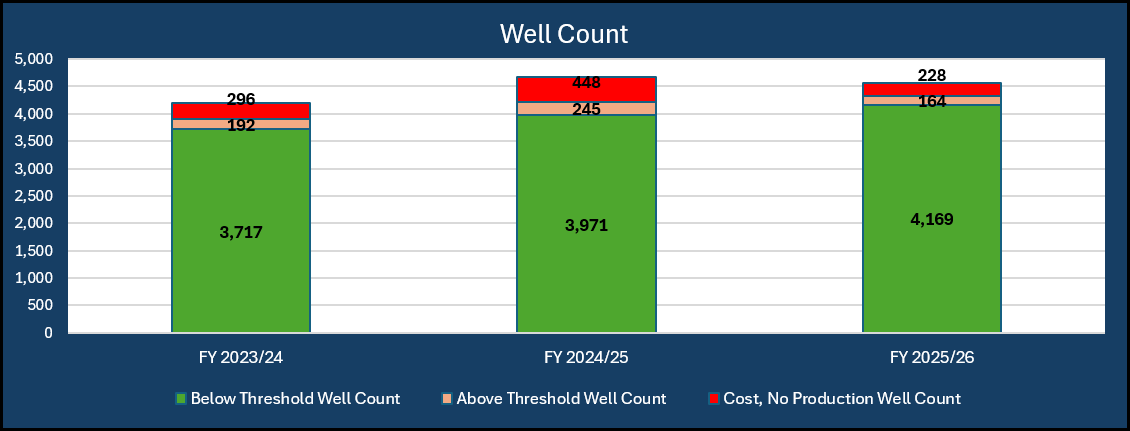 Well Count
5,000
4,500
4,000
3,500
3,000
2,500
2,000
1,500
1,000
500
0
296
192
3,717
448
245
3,971
228
164
4,169
FY 2023/24
FY 2024/25
FY 2025/26
Below Threshold Well Count
Above Threshold Well Count
Cost, No Production Well Count